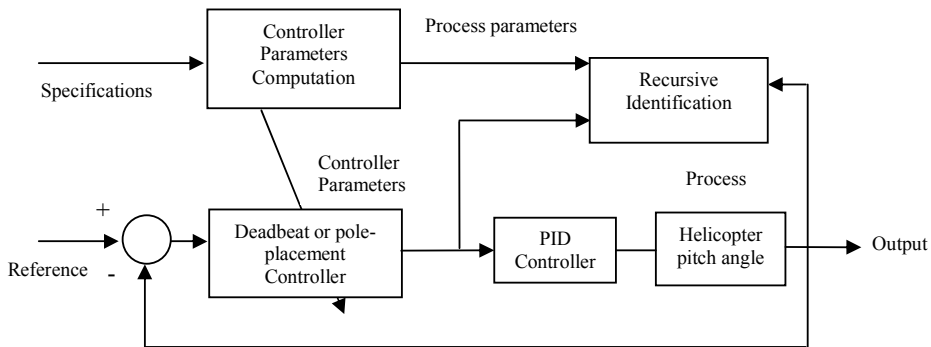 Controller
Parameters
Computation
Process parameters
Specifications
Recursive
Identification
Controller
Parameters
Process
+
Reference
-
Deadbeat or pole-
placement
Controller
PID
Controller
Helicopter
pitch angle
Output